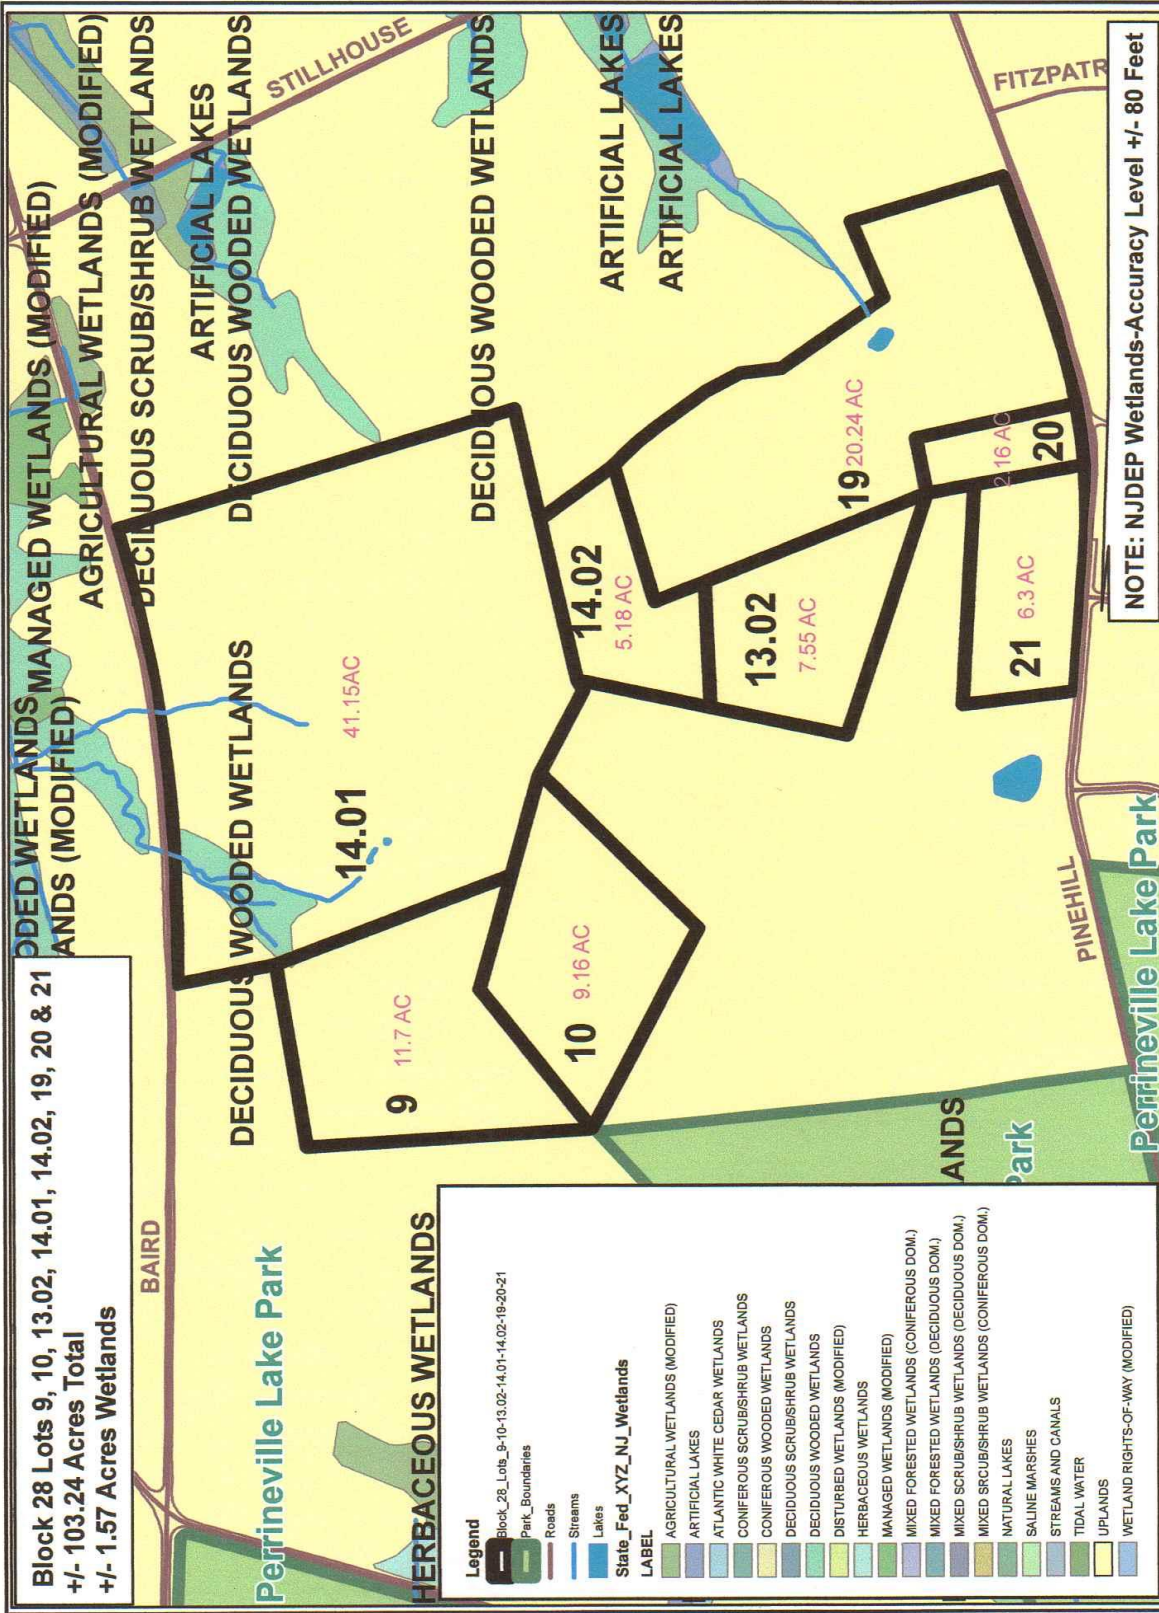 Block 28 Lots 9, 10, 13.02, 14.01, 14.02, 19, 20 & 21
+/- 103.24 Acres Total
+/- 1.57 Acres Wetlands
ODED WETLANDS
MANAGED WETLANDS (MODIFIED)
ANDS (MODIFIED)
AGRICULTURAL WETLANDS (MODIFIED)
DECIDUOUS SCRUB/SHRUB WETLANDS
ARTIFICIAL LAKES
DECIDUOUS WOODED WETLANDS
STILLHOUSE
BAIRD
DECIDUOUS WOODED WETLANDS
DECIDUOUS WOODED WETLANDS
ARTIFICIAL LAKES
ARTIFICIAL LAKES
Perrineville Lake Park
HERBACEOUS WETLANDS
14.01
41.15AC
9
11.7 AC
10
9.16 AC
14.02
5.18 AC
13.02
7.55 AC
19
20.24 AC
20
2.16 AC
21
6.3 AC
FITZPATR
PINEHILL
ANDS
Park
Perrineville Lake Park
Legend
Block_28_Lots_9-10-13.02-14.01-14.02-19-20-21
Park_Boundaries
Roads
Streams
Lakes
State_Fed_XYZ_NJ_Wetlands
LABEL
AGRICULTURAL WETLANDS (MODIFIED)
ARTIFICIAL LAKES
ATLANTIC WHITE CEDAR WETLANDS
CONIFEROUS SCRUB/SHRUB WETLANDS
CONIFEROUS WOODED WETLANDS
DECIDUOUS SCRUB/SHRUB WETLANDS
DECIDUOUS WOODED WETLANDS
DISTURBED WETLANDS (MODIFIED)
HERBACEOUS WETLANDS
MANAGED WETLANDS (MODIFIED)
MIXED FORESTED WETLANDS (CONIFEROUS DOM.)
MIXED FORESTED WETLANDS (DECIDUOUS DOM.)
MIXED SCRUB/SHRUB WETLANDS (DECIDUOUS DOM.)
MIXED SRCUB/SHRUB WETLANDS (CONIFEROUS DOM.)
NATURAL LAKES
SALINE MARSHES
STREAMS AND CANALS
TIDAL WATER
UPLANDS
WETLAND RIGHTS-OF-WAY (MODIFIED)
NOTE: NJDEP Wetlands-Accuracy Level +/- 80 Feet